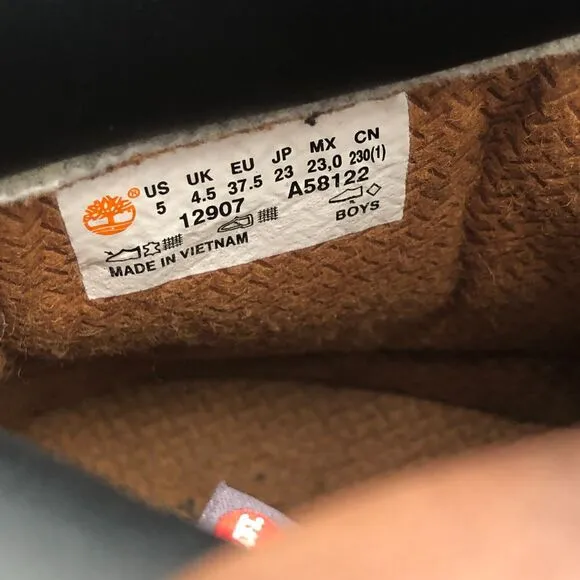 ® US UK EU JP MX CN
5 4.5 37.5 23 23,0 230(1)
12907 A58122
MADE IN VIETNAM BOYS